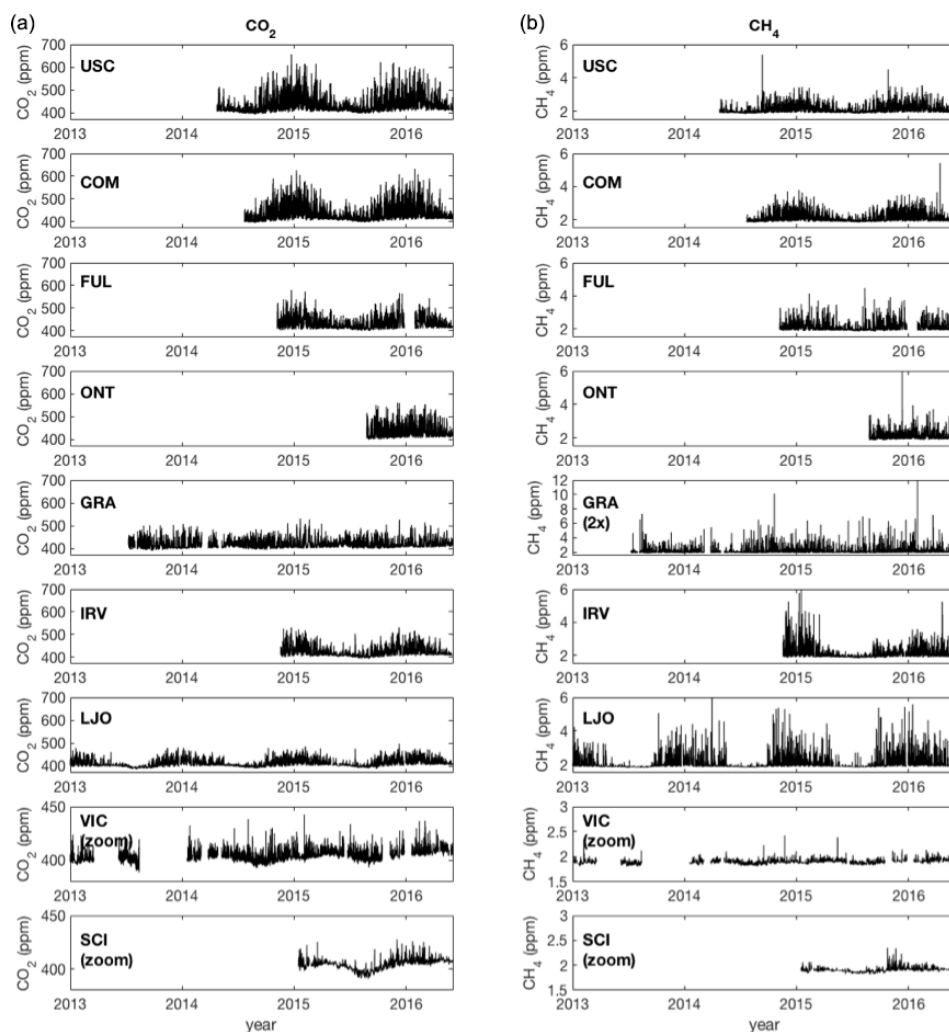 (a)
CO₂
700
600
500
400
CO₂ (ppm)
USC
2013 2014 2015 2016
700
600
500
400
CO₂ (ppm)
COM
2013 2014 2015 2016
700
600
500
400
CO₂ (ppm)
FUL
2013 2014 2015 2016
700
600
500
400
CO₂ (ppm)
ONT
2013 2014 2015 2016
700
600
500
400
CO₂ (ppm)
GRA
2013 2014 2015 2016
700
600
500
400
CO₂ (ppm)
IRV
2013 2014 2015 2016
700
600
500
400
CO₂ (ppm)
LJO
2013 2014 2015 2016
450
400
CO₂ (ppm)
VIC
(zoom)
2013 2014 2015 2016
450
400
CO₂ (ppm)
SCI
(zoom)
2013 2014 2015 2016
year
(b)
CH₄
6
4
2
CH₄ (ppm)
USC
2013 2014 2015 2016
6
4
2
CH₄ (ppm)
COM
2013 2014 2015 2016
6
4
2
CH₄ (ppm)
FUL
2013 2014 2015 2016
6
4
2
CH₄ (ppm)
ONT
2013 2014 2015 2016
12
10
8
6
4
2
CH₄ (ppm)
GRA
(2x)
2013 2014 2015 2016
6
4
2
CH₄ (ppm)
IRV
2013 2014 2015 2016
6
4
2
CH₄ (ppm)
LJO
2013 2014 2015 2016
3
2.5
2
1.5
CH₄ (ppm)
VIC
(zoom)
2013 2014 2015 2016
3
2.5
2
1.5
CH₄ (ppm)
SCI
(zoom)
2013 2014 2015 2016
year